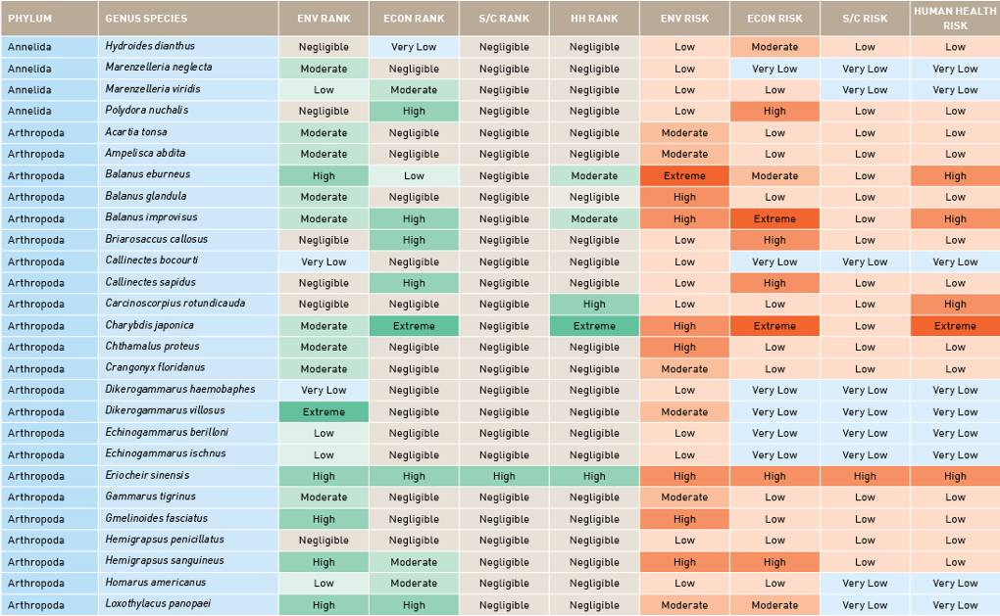 PHYLUM GENUS SPECIES ENV RANK ECON RANK S/C RANK HH RANK ENV RISK ECON RISK S/C RISK HUMAN HEALTH RISK
Annelida Hydroides dianthus Negligible Very Low Negligible Negligible Low Moderate Low Low
Annelida Marenzelleria neglecta Moderate Negligible Negligible Negligible Low Very Low Very Low Very Low
Annelida Marenzelleria viridis Low Moderate Negligible Negligible Low Low Very Low Very Low
Annelida Polydora nuchalis Negligible High Negligible Negligible Low High Low Low
Arthropoda Acartia tonsa Moderate Negligible Negligible Negligible Moderate Low Low Low
Arthropoda Ampelisca abdita Moderate Negligible Negligible Negligible Moderate Low Low Low
Arthropoda Balanus eburneus High Low Negligible Moderate Extreme Moderate Low High
Arthropoda Balanus glandula Moderate Negligible Negligible Negligible High Low Low Low
Arthropoda Balanus improvisus Moderate High Negligible Moderate High Extreme Low High
Arthropoda Briarosaccus callosus Negligible High Negligible Negligible Low High Low Low
Arthropoda Callinectes bocourti Very Low Negligible Negligible Negligible Low Very Low Very Low Very Low
Arthropoda Callinectes sapidus Negligible High Negligible Negligible Low High Low Low
Arthropoda Carcinoscorpius rotundicauda Negligible Negligible Negligible High Low Low Low High
Arthropoda Charybdis japonica Moderate Extreme Negligible Extreme High Extreme Low Extreme
Arthropoda Chthamalus proteus Moderate Negligible Negligible Negligible High Low Low Low
Arthropoda Crangonyx floridanus Moderate Negligible Negligible Negligible Moderate Low Low Low
Arthropoda Dikerogammarus haemobaphes Very Low Negligible Negligible Negligible Low Very Low Very Low Very Low
Arthropoda Dikerogammarus villosus Extreme Negligible Negligible Negligible Moderate Very Low Very Low Very Low
Arthropoda Echinogammarus berilloni Low Negligible Negligible Negligible Low Very Low Very Low Very Low
Arthropoda Echinogammarus ischnus Low Negligible Negligible Negligible Low Very Low Very Low Very Low
Arthropoda Eriocheir sinensis High High High High High High High High
Arthropoda Gammarus tigrinus Moderate Negligible Negligible Negligible Moderate Low Low Low
Arthropoda Gmelinoides fasciatus High Negligible Negligible Negligible High Low Low Low
Arthropoda Hemigrapsus penicillatus Negligible Negligible Negligible Negligible Low Low Low Low
Arthropoda Hemigrapsus sanguineus High Moderate Negligible Negligible High High Low Low
Arthropoda Homarus americanus Low Moderate Negligible Negligible Low Low Very Low Very Low
Arthropoda Loxothylacus panopaei High High Negligible Negligible Moderate Moderate Very Low Very Low